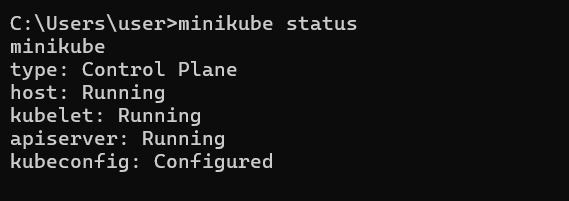 C:\Users\user>minikube status
minikube
type: Control Plane
host: Running
kubelet: Running
apiserver: Running
kubeconfig: Configured